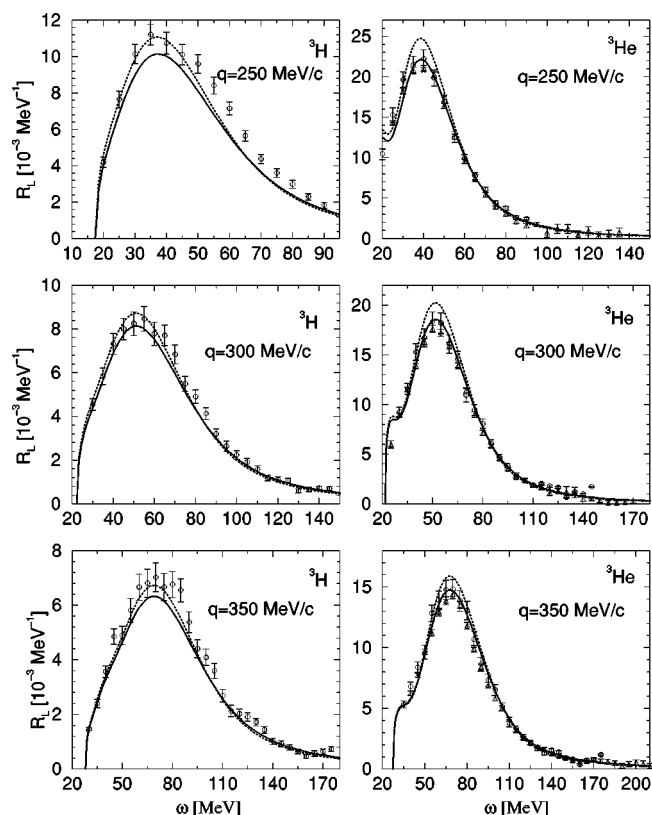 12
10
8
6
4
2
0
R_L [10⁻³ MeV⁻¹]
³H
q=250 MeV/c
10 20 30 40 50 60 70 80 90
25
20
15
10
5
0
³He
q=250 MeV/c
20 40 60 80 100 120 140
10
8
6
4
2
0
R_L [10⁻³ MeV⁻¹]
³H
q=300 MeV/c
20 40 60 80 100 120 140
20
15
10
5
0
³He
q=300 MeV/c
20 50 80 110 140 170
8
6
4
2
0
R_L [10⁻³ MeV⁻¹]
³H
q=350 MeV/c
20 50 80 110 140 170
ω [MeV]
15
10
5
0
³He
q=350 MeV/c
20 50 80 110 140 170 200
ω [MeV]